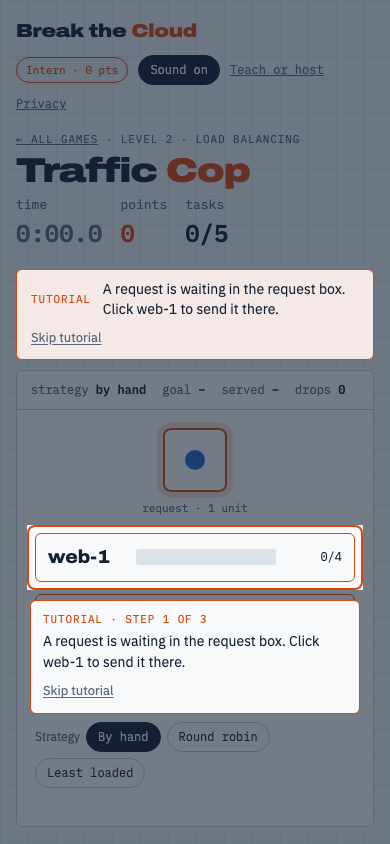 Break the Cloud
Intern · 0 pts
Sound on
Teach or host
Privacy
← ALL GAMES · LEVEL 2 · LOAD BALANCING
Traffic Cop
time points tasks
0:00.0 0 0/5
TUTORIAL
A request is waiting in the request box.
Click web-1 to send it there.
Skip tutorial
strategy by hand goal – served – drops 0
request · 1 unit
web-1 0/4
TUTORIAL · STEP 1 OF 3
A request is waiting in the request box. Click
web-1 to send it there.
Skip tutorial
Strategy By hand Round robin
Least loaded